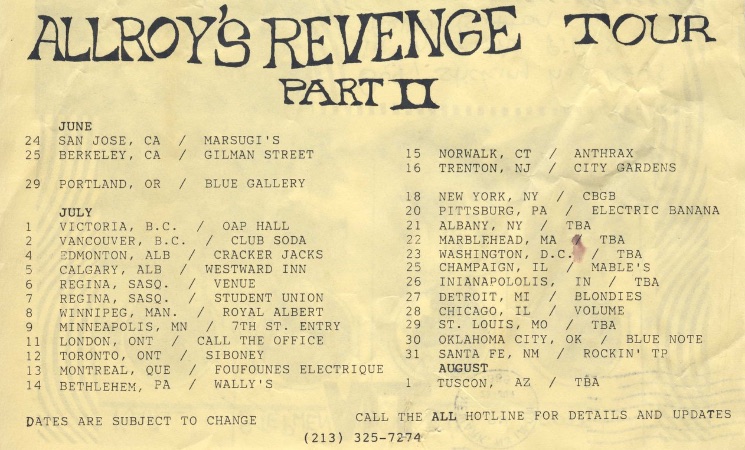 ALLROY'S REVENGE TOUR
PART II
JUNE
24 SAN JOSE, CA / MARSUGI'S
25 BERKELEY, CA / GILMAN STREET
29 PORTLAND, OR / BLUE GALLERY
JULY
1 VICTORIA, B.C. / OAP HALL
2 VANCOUVER, B.C. / CLUB SODA
4 EDMONTON, ALB / CRACKER JACKS
5 CALGARY, ALB / WESTWARD INN
6 REGINA, SASQ. / VENUE
7 REGINA, SASQ. / STUDENT UNION
8 WINNIPEG, MAN. / ROYAL ALBERT
9 MINNEAPOLIS, MN / 7TH ST. ENTRY
11 LONDON, ONT / CALL THE OFFICE
12 TORONTO, ONT / SIBONEY
13 MONTREAL, QUE / FOUFOUNES ELECTRIQUE
14 BETHLEHEM, PA / WALLY'S
15 NORWALK, CT / ANTHRAX
16 TRENTON, NJ / CITY GARDENS
18 NEW YORK, NY / CBGB
20 PITTSBURG, PA / ELECTRIC BANANA
21 ALBANY, NY / TBA
22 MARBLEHEAD, MA / TBA
23 WASHINGTON, D.C. / TBA
25 CHAMPAIGN, IL / MABLE'S
26 INIANAPOLOLIS, IN / TBA
27 DETROIT, MI / BLONDIES
28 CHICAGO, IL / VOLUME
29 ST. LOUIS, MO / TBA
30 OKLAHOMA CITY, OK / BLUE NOTE
31 SANTA FE, NM / ROCKIN' TP
AUGUST
1 TUSCON, AZ / TBA
DATES ARE SUBJECT TO CHANGE
CALL THE ALL HOTLINE FOR DETAILS AND UPDATES
(213) 325-7274